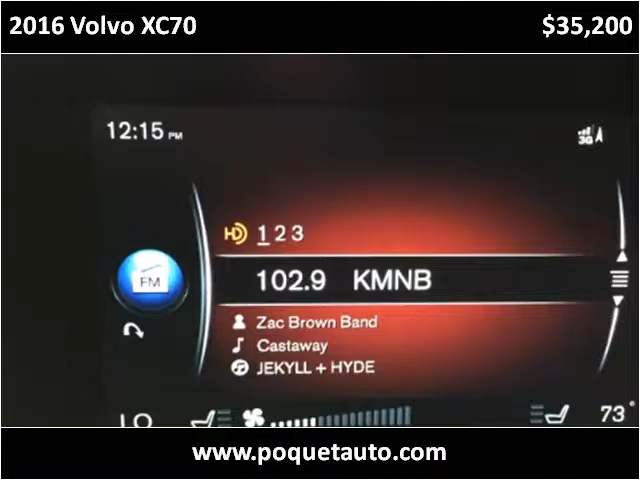 2016 Volvo XC70 $35,200
12:15 PM 3G
HD 1 2 3
FM 102.9 KMNB
Zac Brown Band
Castaway
JEKYLL + HYDE
LO 73°
www.poquetauto.com